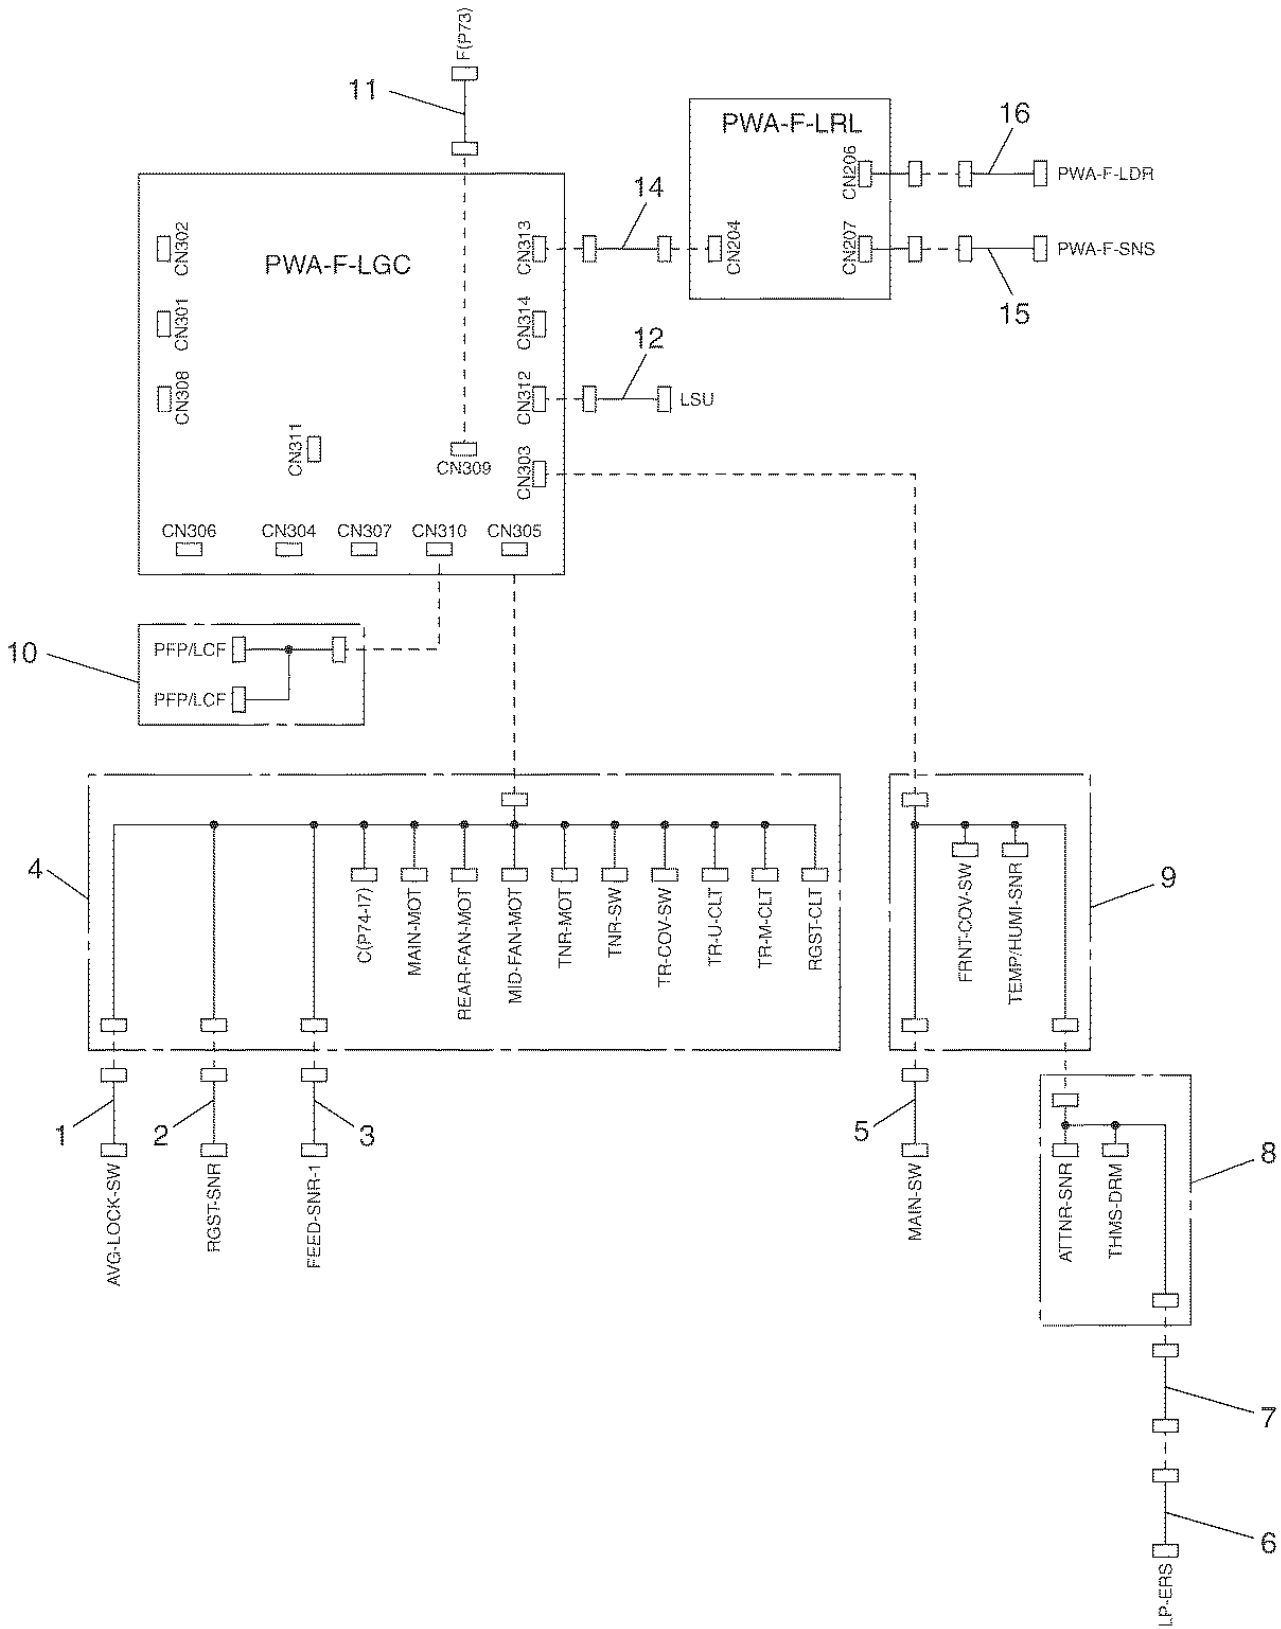 F(P73)
11
PWA-F-LRL
16
CN206
PWA-F-LDR
14
CN302
PWA-F-LGC
CN313
CN204
CN207
PWA-F-SNS
15
CN301
CN314
12
CN308
CN312
LSU
CN311
CN309
CN303
CN306
CN304
CN307
CN310
CN305
10
PFP/LCF
PFP/LCF
4
C(P74-I7)
MAIN-MOT
REAR-FAN-MOT
MID-FAN-MOT
TNR-MOT
TNR-SW
TR-COV-SW
TR-U-CLT
TR-M-CLT
RGST-CLT
FRNT-COV-SW
TEMP/HUMI-SNR
9
1
2
3
5
AVG-LOCK-SW
RGST-SNR
FEED-SNR-1
MAIN-SW
ATTNR-SNR
THMS-DRM
8
7
6
LP-ERS